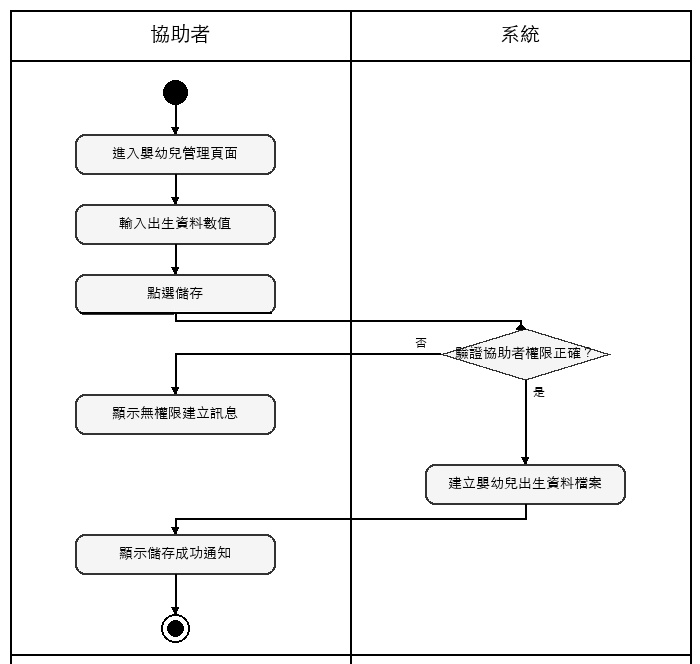 協助者
系統
進入嬰幼兒管理頁面
輸入出生資料數值
點選儲存
驗證協助者權限正確？
否
是
顯示無權限建立訊息
建立嬰幼兒出生資料檔案
顯示儲存成功通知